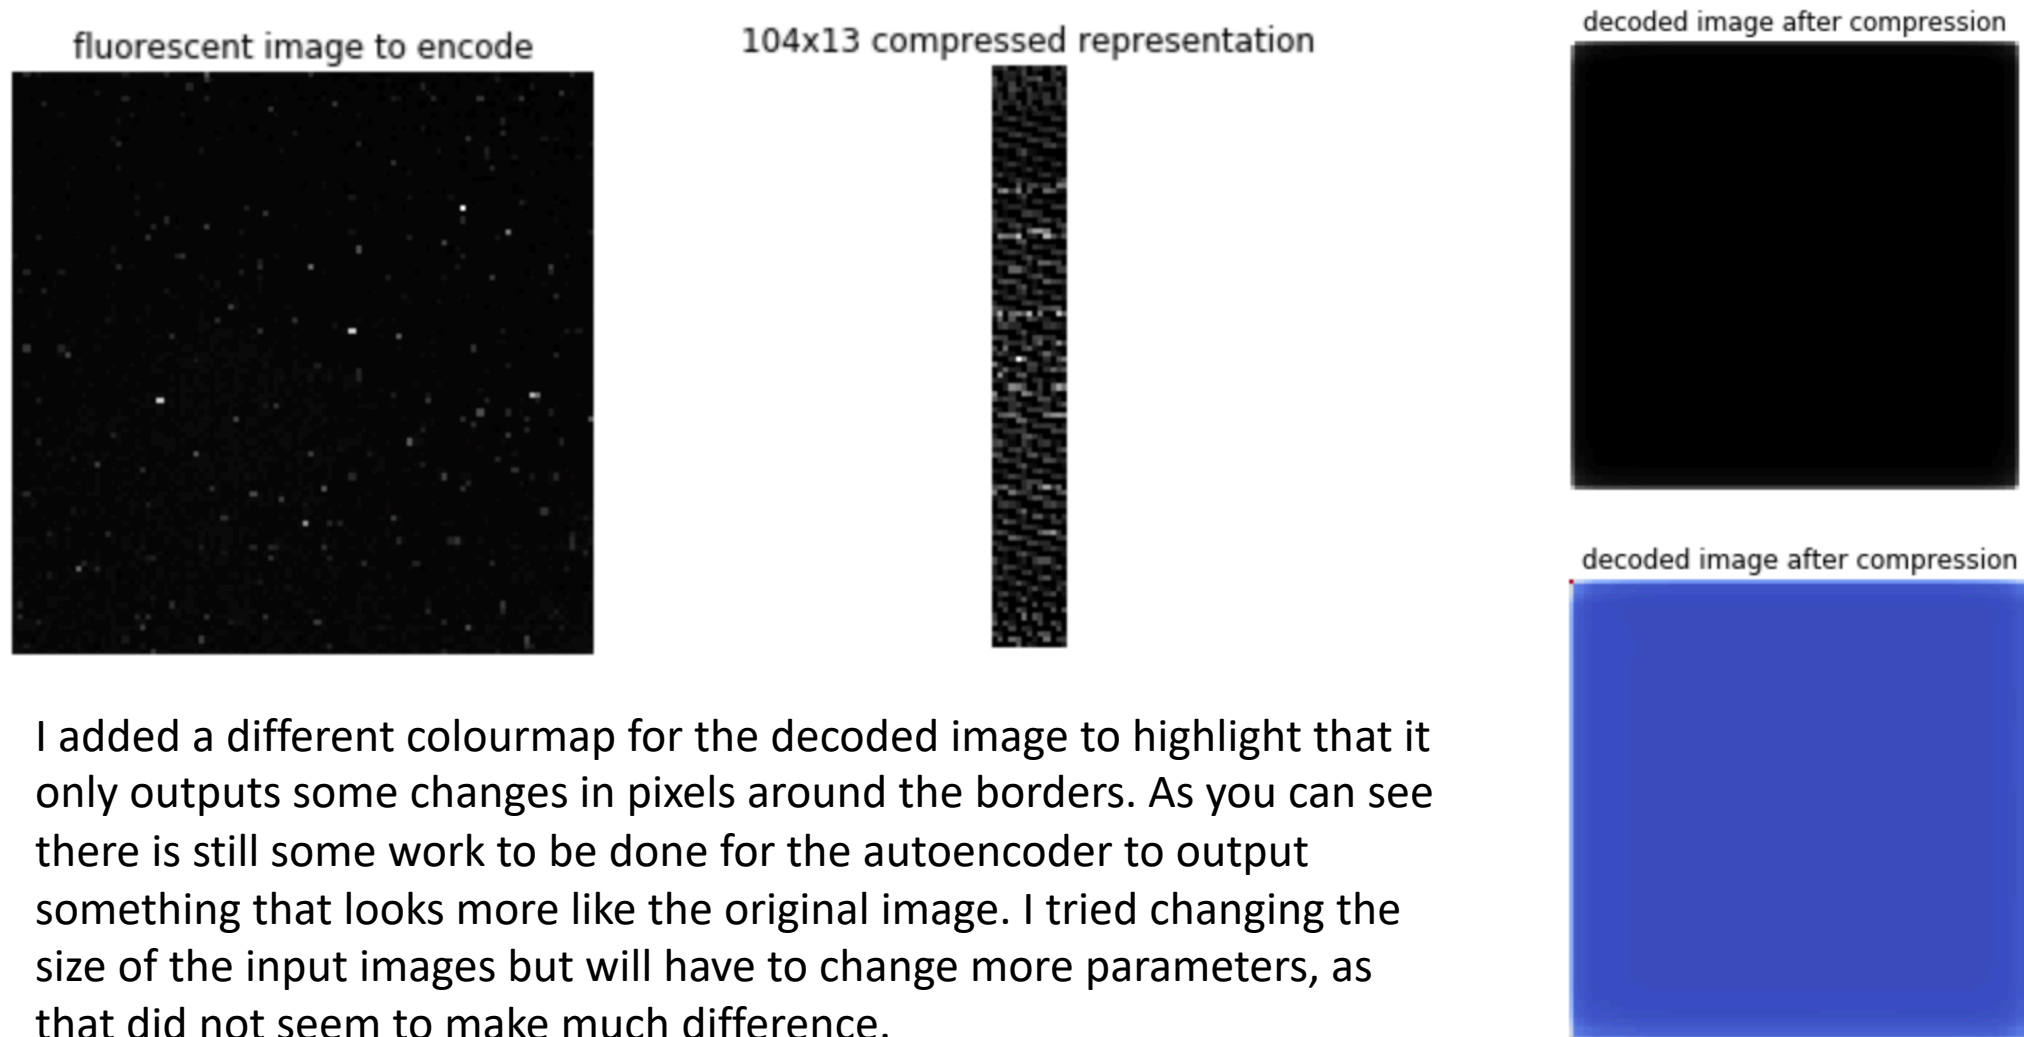 fluorescent image to encode
104x13 compressed representation
decoded image after compression
decoded image after compression
I added a different colourmap for the decoded image to highlight that it
only outputs some changes in pixels around the borders. As you can see
there is still some work to be done for the autoencoder to output
something that looks more like the original image. I tried changing the
size of the input images but will have to change more parameters, as
that did not seem to make much difference.